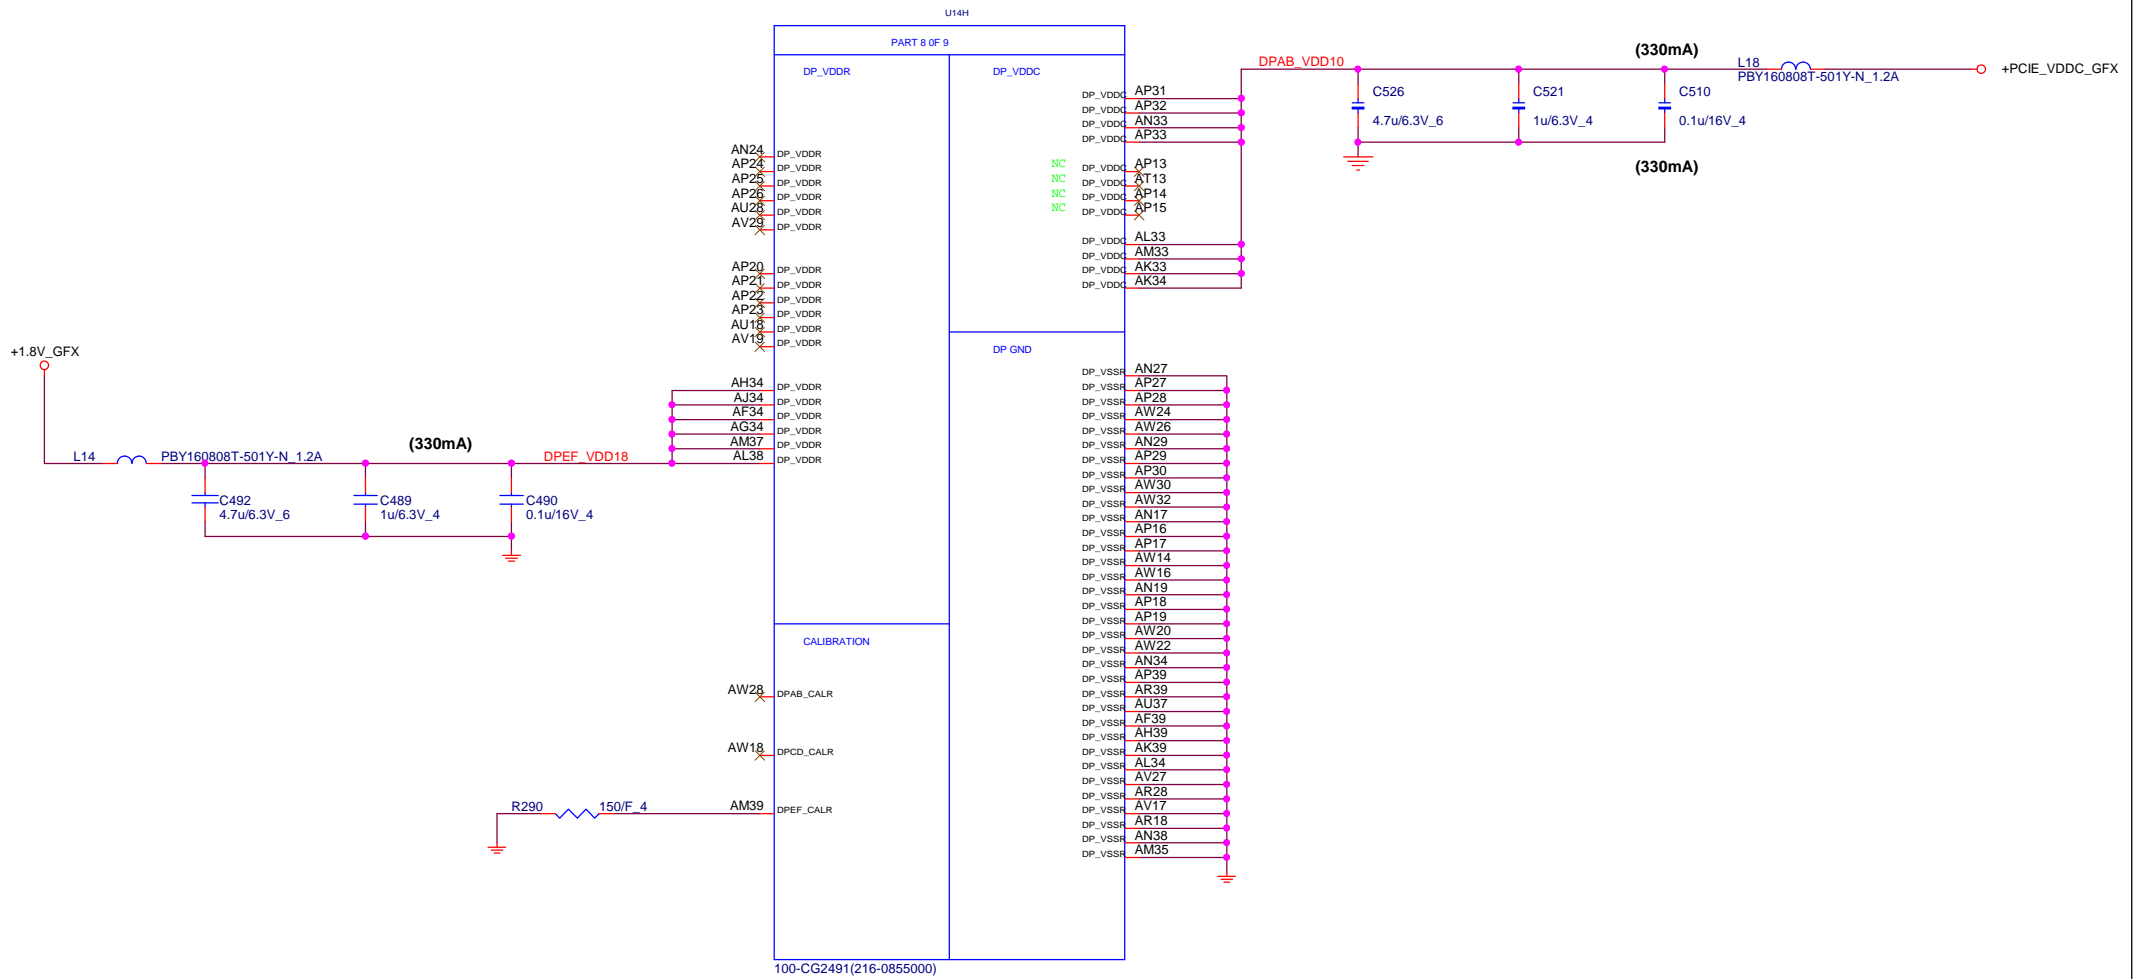 U14H
PART 8 0F 9
DP_VDDR
DP_VDDC
AN24 DP_VDDR
AP24 DP_VDDR
AP25 DP_VDDR
AP26 DP_VDDR
AU28 DP_VDDR
AV29 DP_VDDR
AP20 DP_VDDR
AP21 DP_VDDR
AP22 DP_VDDR
AP23 DP_VDDR
AU18 DP_VDDR
AV19 DP_VDDR
AH34 DP_VDDR
AJ34 DP_VDDR
AF34 DP_VDDR
AG34 DP_VDDR
AM37 DP_VDDR
AL38 DP_VDDR
+1.8V_GFX
L14 PBY160808T-501Y-N_1.2A
(330mA)
DPEF_VDD18
C492
4.7u/6.3V_6
C489
1u/6.3V_4
C490
0.1u/16V_4
CALIBRATION
AW28 DPAB_CALR
AW18 DPCD_CALR
R290 150/F_4 AM39 DPEF_CALR
DP_VDDC AP31
DP_VDDC AP32
DP_VDDC AN33
DP_VDDC AP33
NC DP_VDDC AP13
NC DP_VDDC AT13
NC DP_VDDC AP14
NC DP_VDDC AP15
DP_VDDC AL33
DP_VDDC AM33
DP_VDDC AK33
DP_VDDC AK34
DPAB_VDD10
(330mA)
L18
PBY160808T-501Y-N_1.2A
+PCIE_VDDC_GFX
C526
4.7u/6.3V_6
C521
1u/6.3V_4
C510
0.1u/16V_4
(330mA)
DP GND
DP_VSSR AN27
DP_VSSR AP27
DP_VSSR AP28
DP_VSSR AW24
DP_VSSR AW26
DP_VSSR AN29
DP_VSSR AP29
DP_VSSR AP30
DP_VSSR AW30
DP_VSSR AW32
DP_VSSR AN17
DP_VSSR AP16
DP_VSSR AP17
DP_VSSR AW14
DP_VSSR AW16
DP_VSSR AN19
DP_VSSR AP18
DP_VSSR AP19
DP_VSSR AW20
DP_VSSR AW22
DP_VSSR AN34
DP_VSSR AP39
DP_VSSR AR39
DP_VSSR AU37
DP_VSSR AF39
DP_VSSR AH39
DP_VSSR AK39
DP_VSSR AL34
DP_VSSR AV27
DP_VSSR AR28
DP_VSSR AV17
DP_VSSR AR18
DP_VSSR AN38
DP_VSSR AM35
100-CG2491(216-0855000)